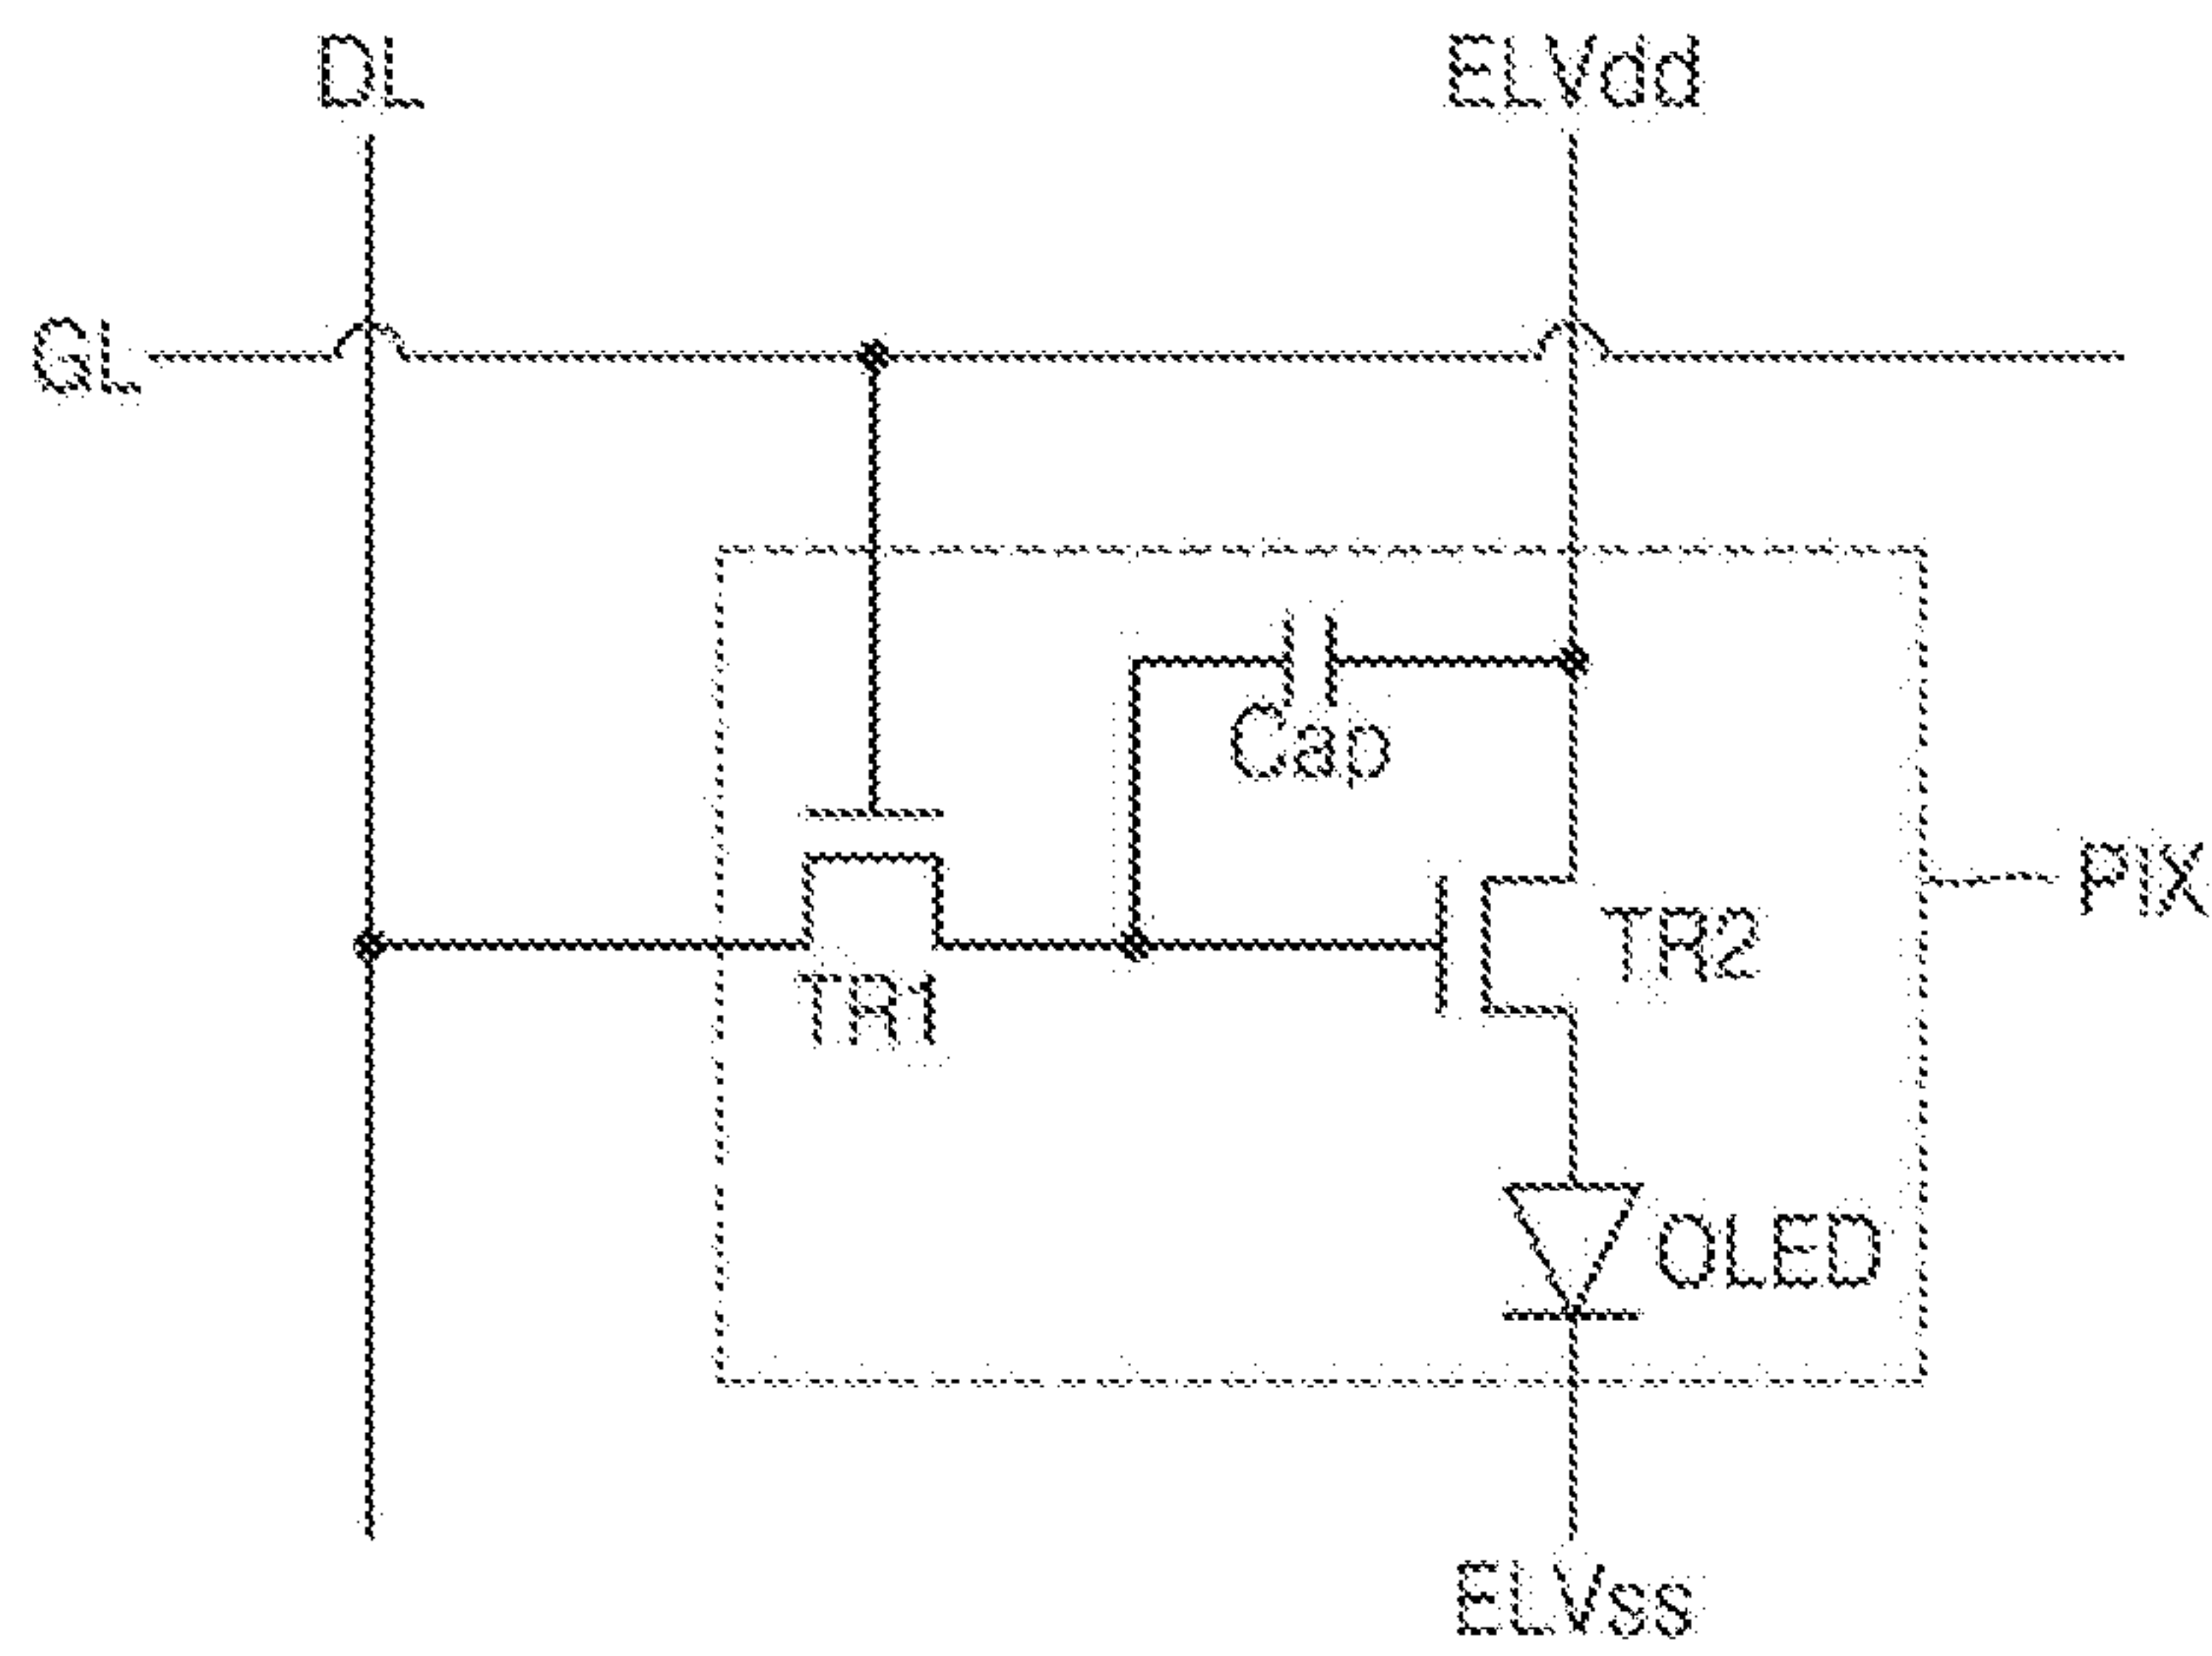 DL
ELVdd
GL
Cap
PIX
TR2
TR1
OLED
ELVss